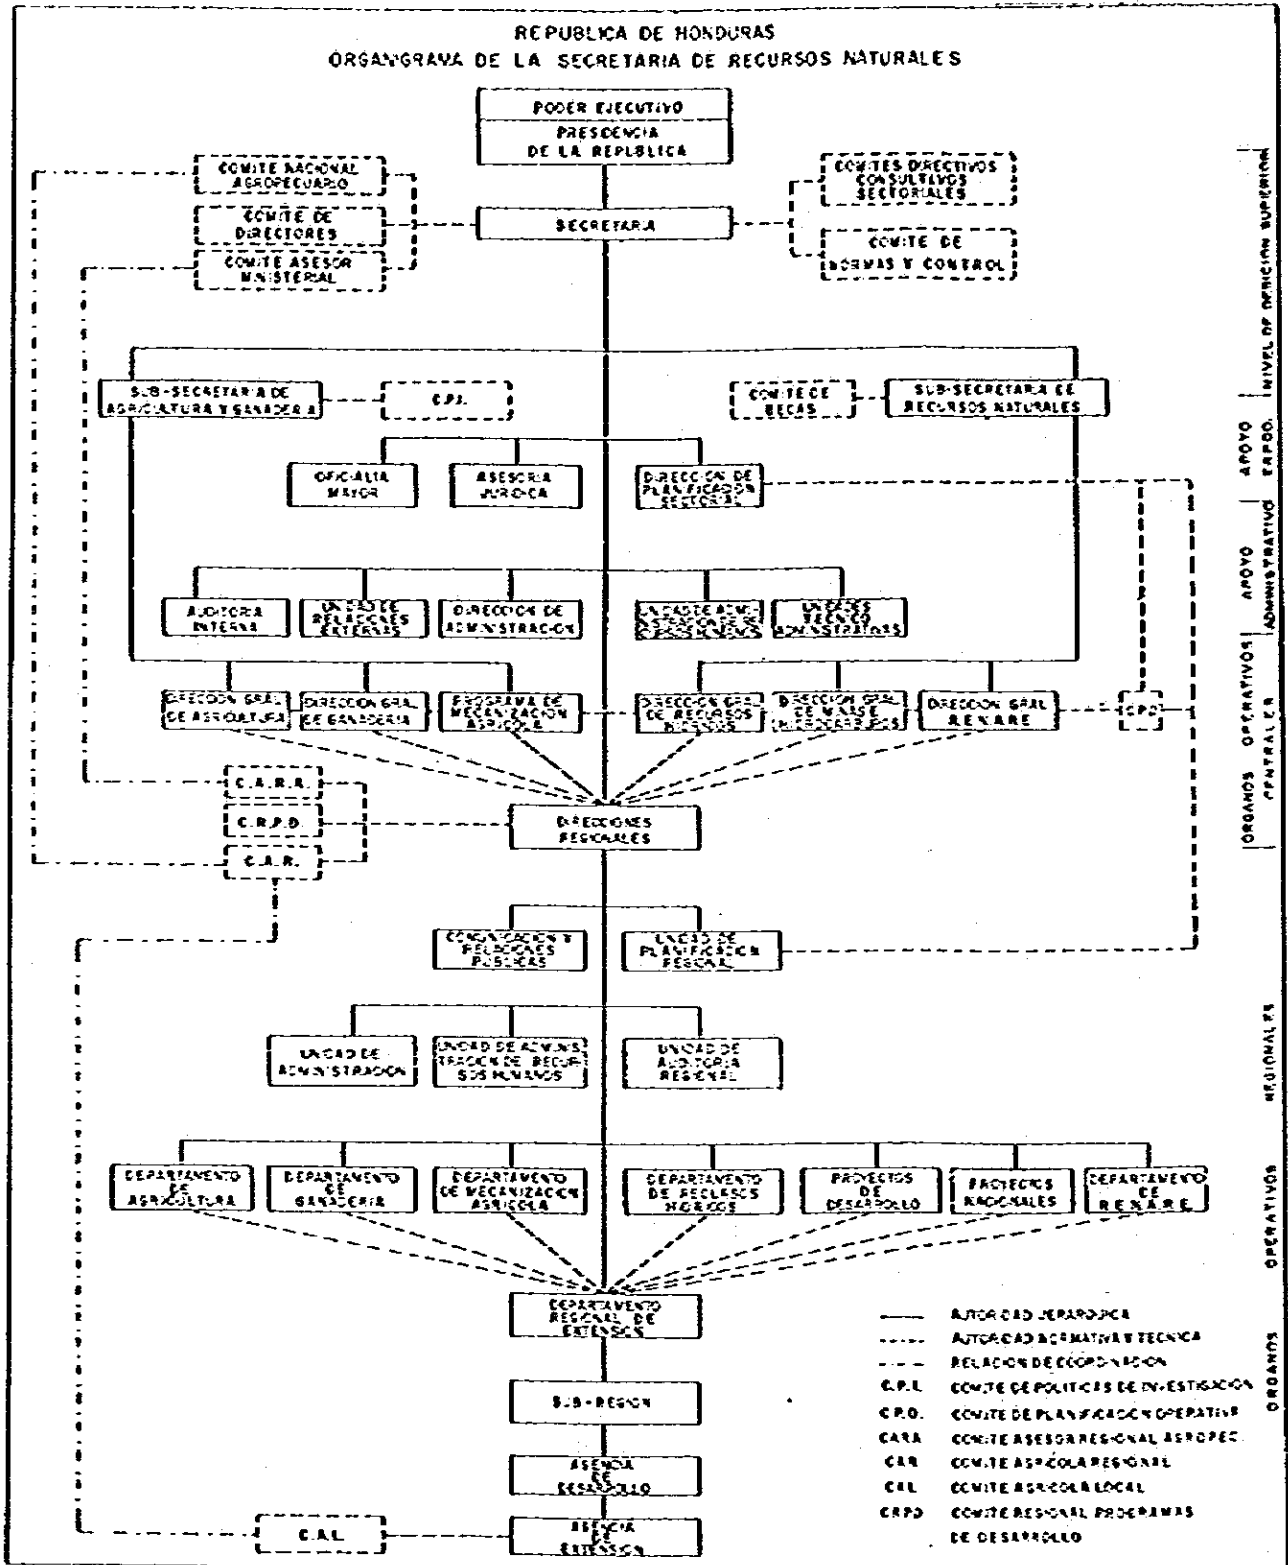 REPUBLICA DE HONDURAS
ORGANIGRAMA DE LA SECRETARIA DE RECURSOS NATURALES
PODER EJECUTIVO
PRESIDENCIA
DE LA REPUBLICA
COMITE NACIONAL
AGROPECUARIO
COMITE DE
DIRECTORES
COMITE ASESOR
MINISTERIAL
SECRETARIA
COMITES DIRECTIVOS
CONSULTIVOS
SECTORIALES
COMITE DE
NORMAS Y CONTROL
NIVEL DE DECICION SUPERIOR
SUB-SECRETARIA DE
AGRICULTURA Y GANADERIA
C.P.I.
COMITE DE
BECAS
SUB-SECRETARIA DE
RECURSOS NATURALES
APOYO
OFICIALIA
MAYOR
ASESORIA
JURIDICA
DIRECCION DE
PLANIFICACION
SECTORIAL
APOYO
ADMINISTRATIVO
AUDITORIA
INTERNA
UNIDAD DE
RELACIONES
EXTERNAS
DIRECCION DE
ADMINISTRACION
UNIDAD DE
UNIDADES
TECNICO
ADMINISTRATIVAS
ORGANOS OPERATIVOS
CENTRALES
DIRECCION GRAL
DE AGRICULTURA
DIRECCION GRAL
DE GANADERIA
PROGRAMA DE
MECANIZACION
AGRICOLA
DIRECCION GRAL
DE RECURSOS
HIDRICOS
DIRECCION GRAL
DE MINAS E
HIDROCARBUROS
DIRECCION GRAL
RENARE
C.P.O.
C.A.R.A.
C.R.P.D.
C.A.R.
DIRECCIONES
REGIONALES
COMUNICACION Y
RELACIONES
PUBLICAS
UNIDAD DE
PLANIFICACION
REGIONAL
UNIDAD DE
ADMINISTRACION
UNIDAD DE ADMINIS
TRACION DE RECUR
SOS HUMANOS
UNIDAD DE
AUDITORIA
REGIONAL
ORGANOS OPERATIVOS REGIONALES
DEPARTAMENTO
DE
AGRICULTURA
DEPARTAMENTO
DE
GANADERIA
DEPARTAMENTO
DE MECANIZACION
AGRICOLA
DEPARTAMENTO
DE RECURSOS
HIDRICOS
PROYECTOS
DE
DESARROLLO
PROYECTOS
NACIONALES
DEPARTAMENTO
DE
RENARE
DEPARTAMENTO
REGIONAL DE
EXTENSION
SUB-REGION
AGENCIA
DE
DESARROLLO
C.A.L.
AGENCIA
DE
EXTENSION
AUTORIDAD JERARQUICA
AUTORIDAD NORMATIVA Y TECNICA
RELACION DE COORDINACION
C.P.I. COMITE DE POLITICAS DE INVESTIGACION
C.P.O. COMITE DE PLANIFICACION OPERATIVA
CARA COMITE ASESOR REGIONAL AGROPEC.
CAR COMITE AGRICOLA REGIONAL
CAL COMITE AGRICOLA LOCAL
CRPD COMITE REGIONAL PROGRAMAS
DE DESARROLLO